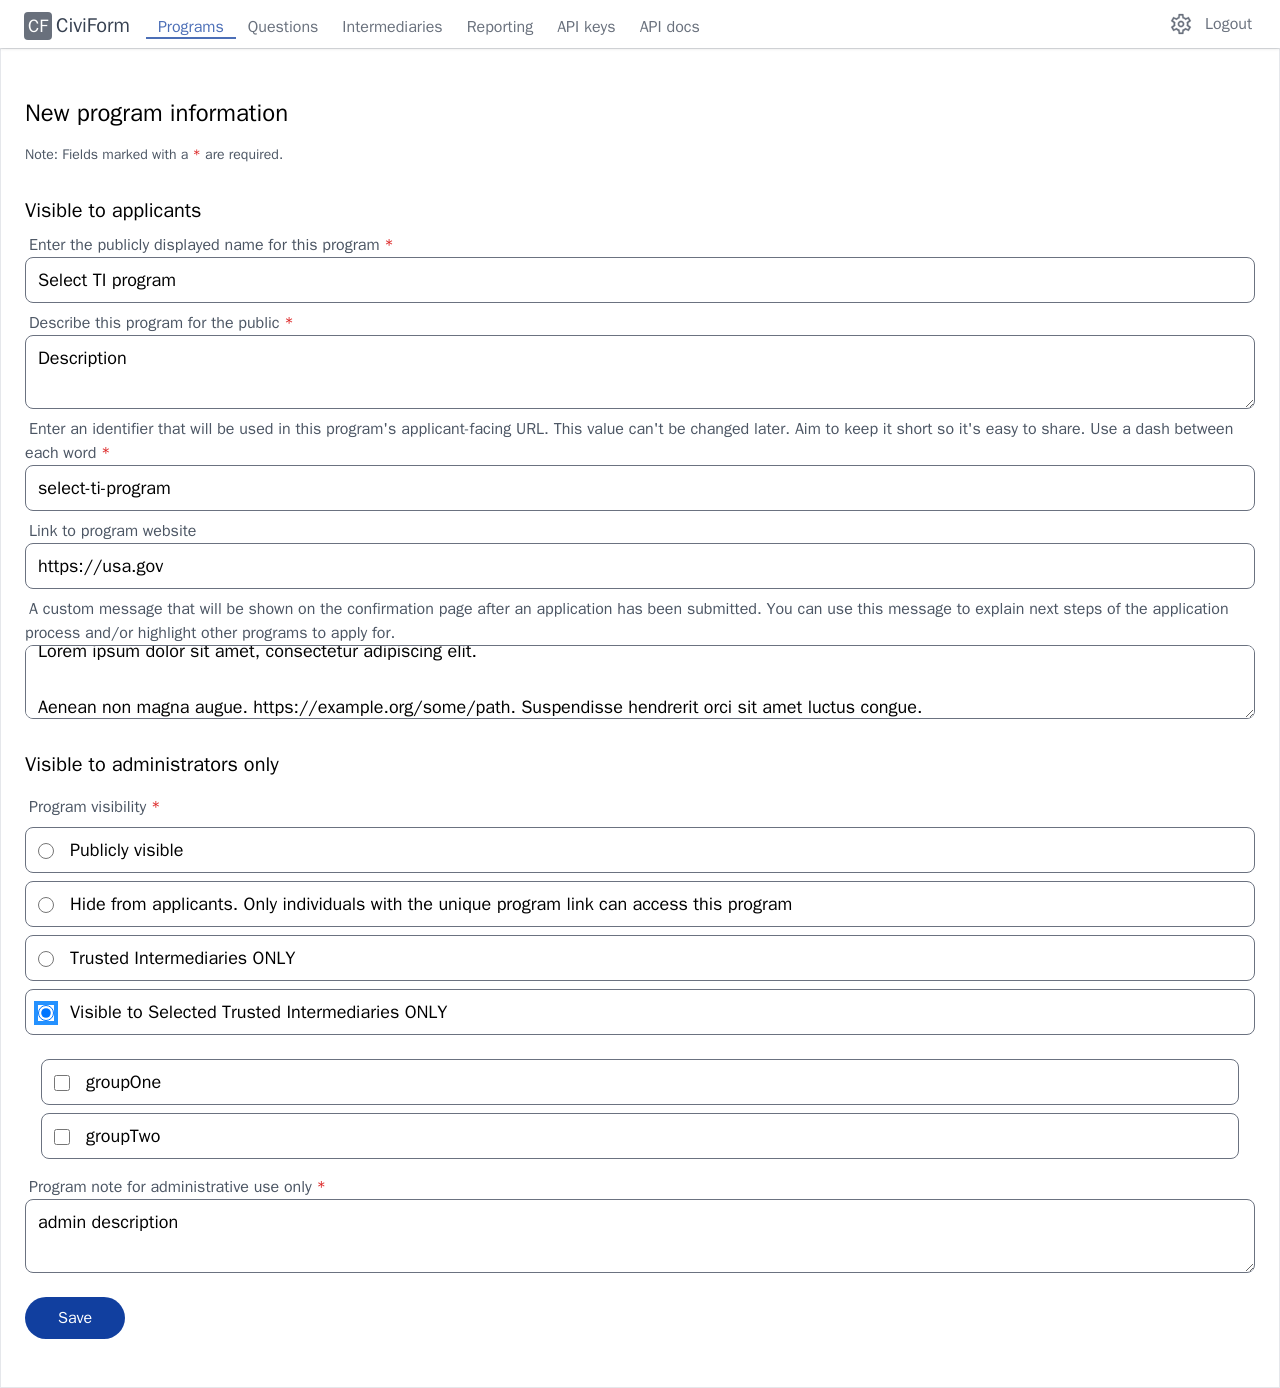 CF CiviForm Programs Questions Intermediaries Reporting API keys API docs Logout
New program information
Note: Fields marked with a * are required.
Visible to applicants
Enter the publicly displayed name for this program *
Select TI program
Describe this program for the public *
Description
Enter an identifier that will be used in this program's applicant-facing URL. This value can't be changed later. Aim to keep it short so it's easy to share. Use a dash between
each word *
select-ti-program
Link to program website
https://usa.gov
A custom message that will be shown on the confirmation page after an application has been submitted. You can use this message to explain next steps of the application
process and/or highlight other programs to apply for.
Lorem ipsum dolor sit amet, consectetur adipiscing elit.
Aenean non magna augue. https://example.org/some/path. Suspendisse hendrerit orci sit amet luctus congue.
Visible to administrators only
Program visibility *
Publicly visible
Hide from applicants. Only individuals with the unique program link can access this program
Trusted Intermediaries ONLY
Visible to Selected Trusted Intermediaries ONLY
groupOne
groupTwo
Program note for administrative use only *
admin description
Save